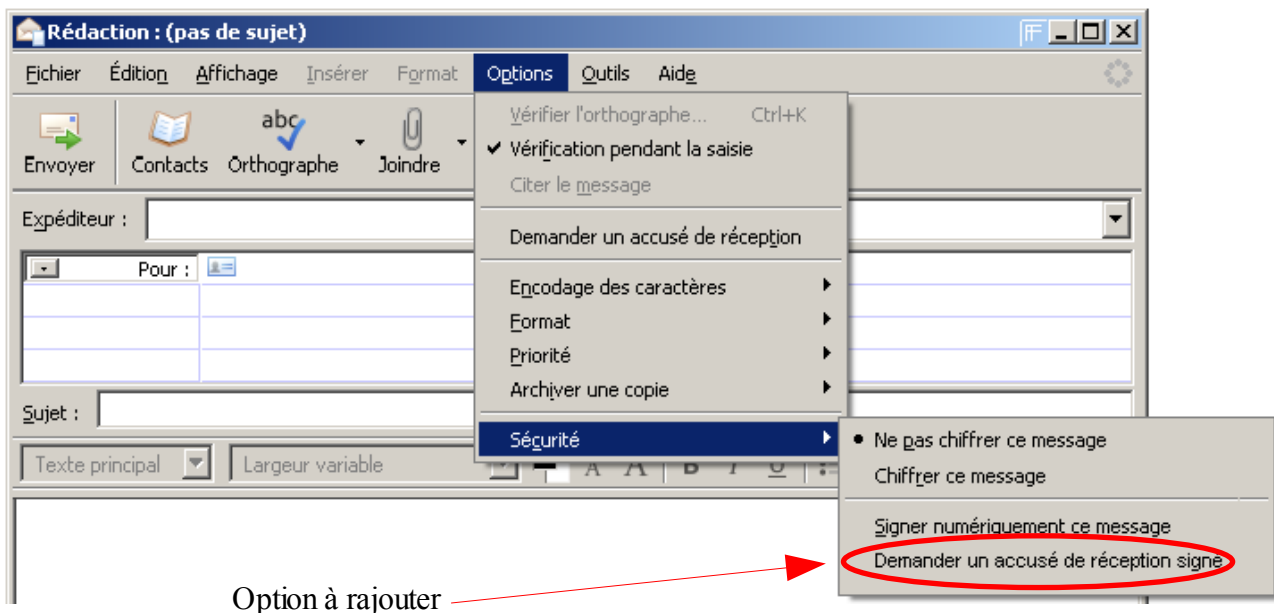 Rédaction : (pas de sujet)
Fichier Édition Affichage Insérer Format Options Outils Aide
Vérifier l'orthographe... Ctrl+K
Vérification pendant la saisie
Citer le message
Demander un accusé de réception
Encodage des caractères
Format
Priorité
Archiver une copie
Sécurité
abc
Envoyer Contacts Orthographe Joindre
Expéditeur :
Pour :
Sujet :
Texte principal Largeur variable A A B I U
Ne pas chiffrer ce message
Chiffrer ce message
Signer numériquement ce message
Demander un accusé de réception signé
Option à rajouter